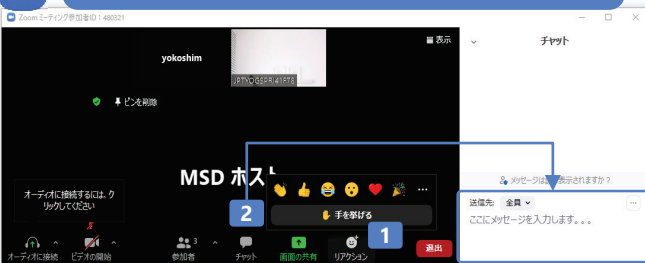 Zoom ミーティング参加者ID：480321
表示
チャット
yokoshim
JPTYOGSPRJ41F78
ピンを削除
MSD ホスト
オーディオに接続するには、ク
リックしてください
2
手を挙げる
1
メッセージは 表示されますか？
送信先: 全員
ここにメッセージを入力します。。。
オーディオに接続
ビデオの開始
3
参加者
チャット
画面の共有
リアクション
退出